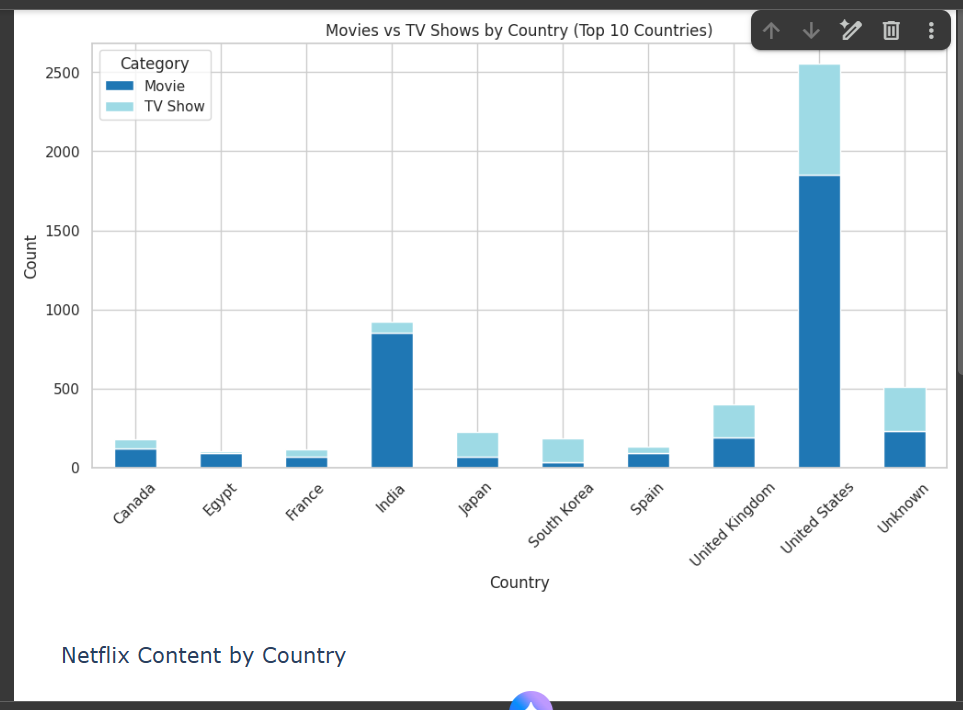 Movies vs TV Shows by Country (Top 10 Countries)
Category
Movie
TV Show
2500
2000
1500
1000
500
0
Count
Canada
Egypt
France
India
Japan
South Korea
Spain
United Kingdom
United States
Unknown
Country
Netflix Content by Country